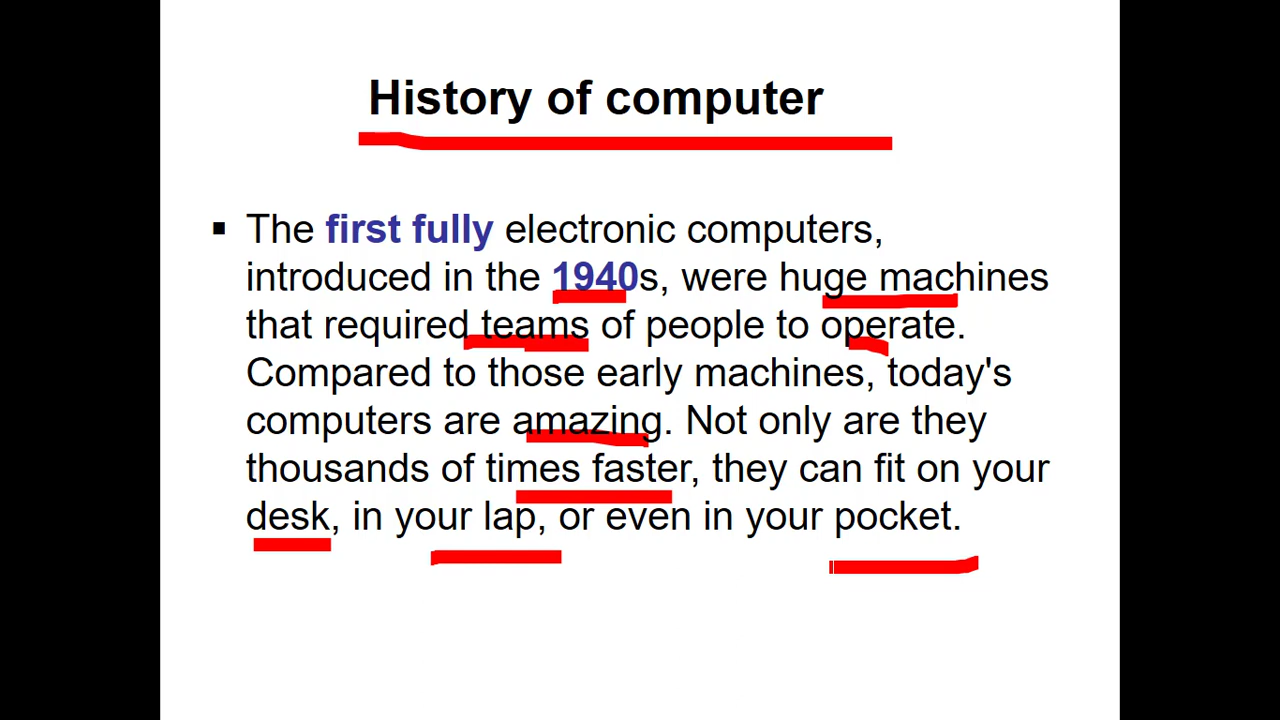 History of computer
▪ The first fully electronic computers,
introduced in the 1940s, were huge machines
that required teams of people to operate.
Compared to those early machines, today's
computers are amazing. Not only are they
thousands of times faster, they can fit on your
desk, in your lap, or even in your pocket.